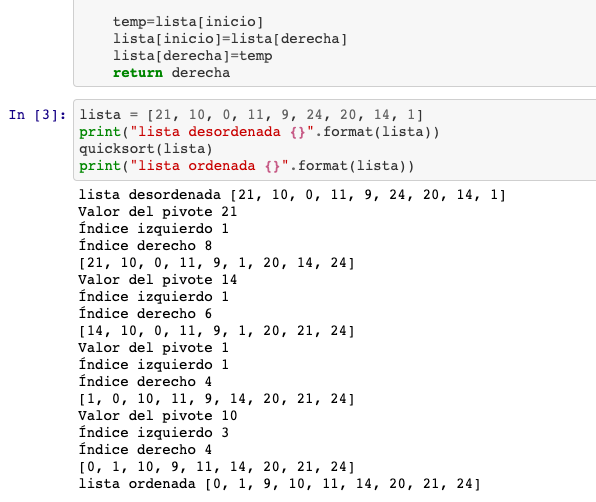 temp=lista[inicio]
lista[inicio]=lista[derecha]
lista[derecha]=temp
return derecha
In [3]: lista = [21, 10, 0, 11, 9, 24, 20, 14, 1]
print("lista desordenada {}".format(lista))
quicksort(lista)
print("lista ordenada {}".format(lista))
lista desordenada [21, 10, 0, 11, 9, 24, 20, 14, 1]
Valor del pivote 21
Índice izquierdo 1
Índice derecho 8
[21, 10, 0, 11, 9, 1, 20, 14, 24]
Valor del pivote 14
Índice izquierdo 1
Índice derecho 6
[14, 10, 0, 11, 9, 1, 20, 21, 24]
Valor del pivote 1
Índice izquierdo 1
Índice derecho 4
[1, 0, 10, 11, 9, 14, 20, 21, 24]
Valor del pivote 10
Índice izquierdo 3
Índice derecho 4
[0, 1, 10, 9, 11, 14, 20, 21, 24]
lista ordenada [0, 1, 9, 10, 11, 14, 20, 21, 24]